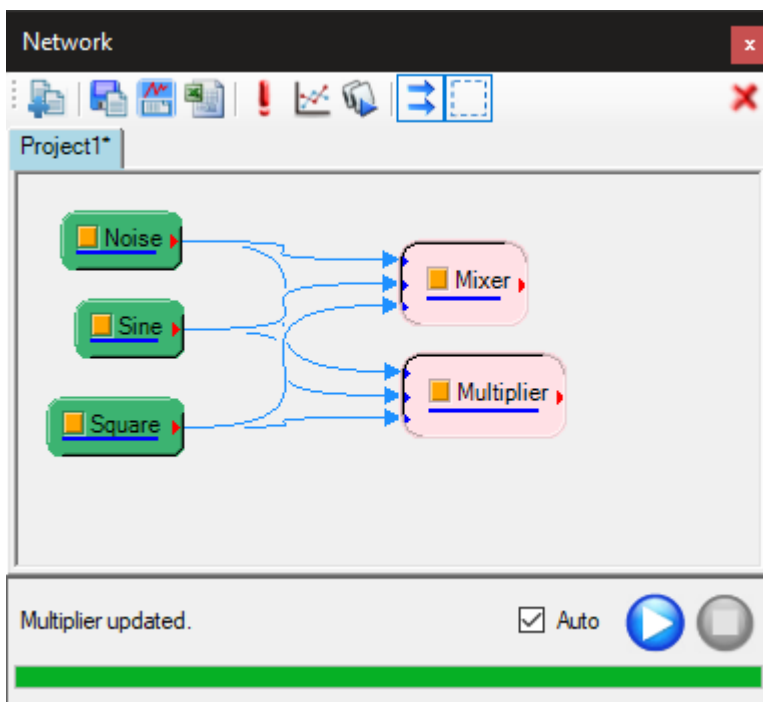 Network
x
Project1*
Noise
Mixer
Sine
Multiplier
Square
Multiplier updated.
Auto